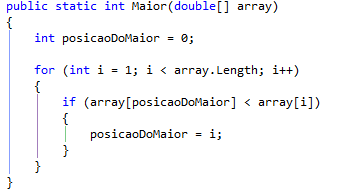 public static int Maior(double[] array)
{
    int posicaoDoMaior = 0;

    for (int i = 1; i < array.Length; i++)
    {
        if (array[posicaoDoMaior] < array[i])
        {
            posicaoDoMaior = i;
        }
    }
}